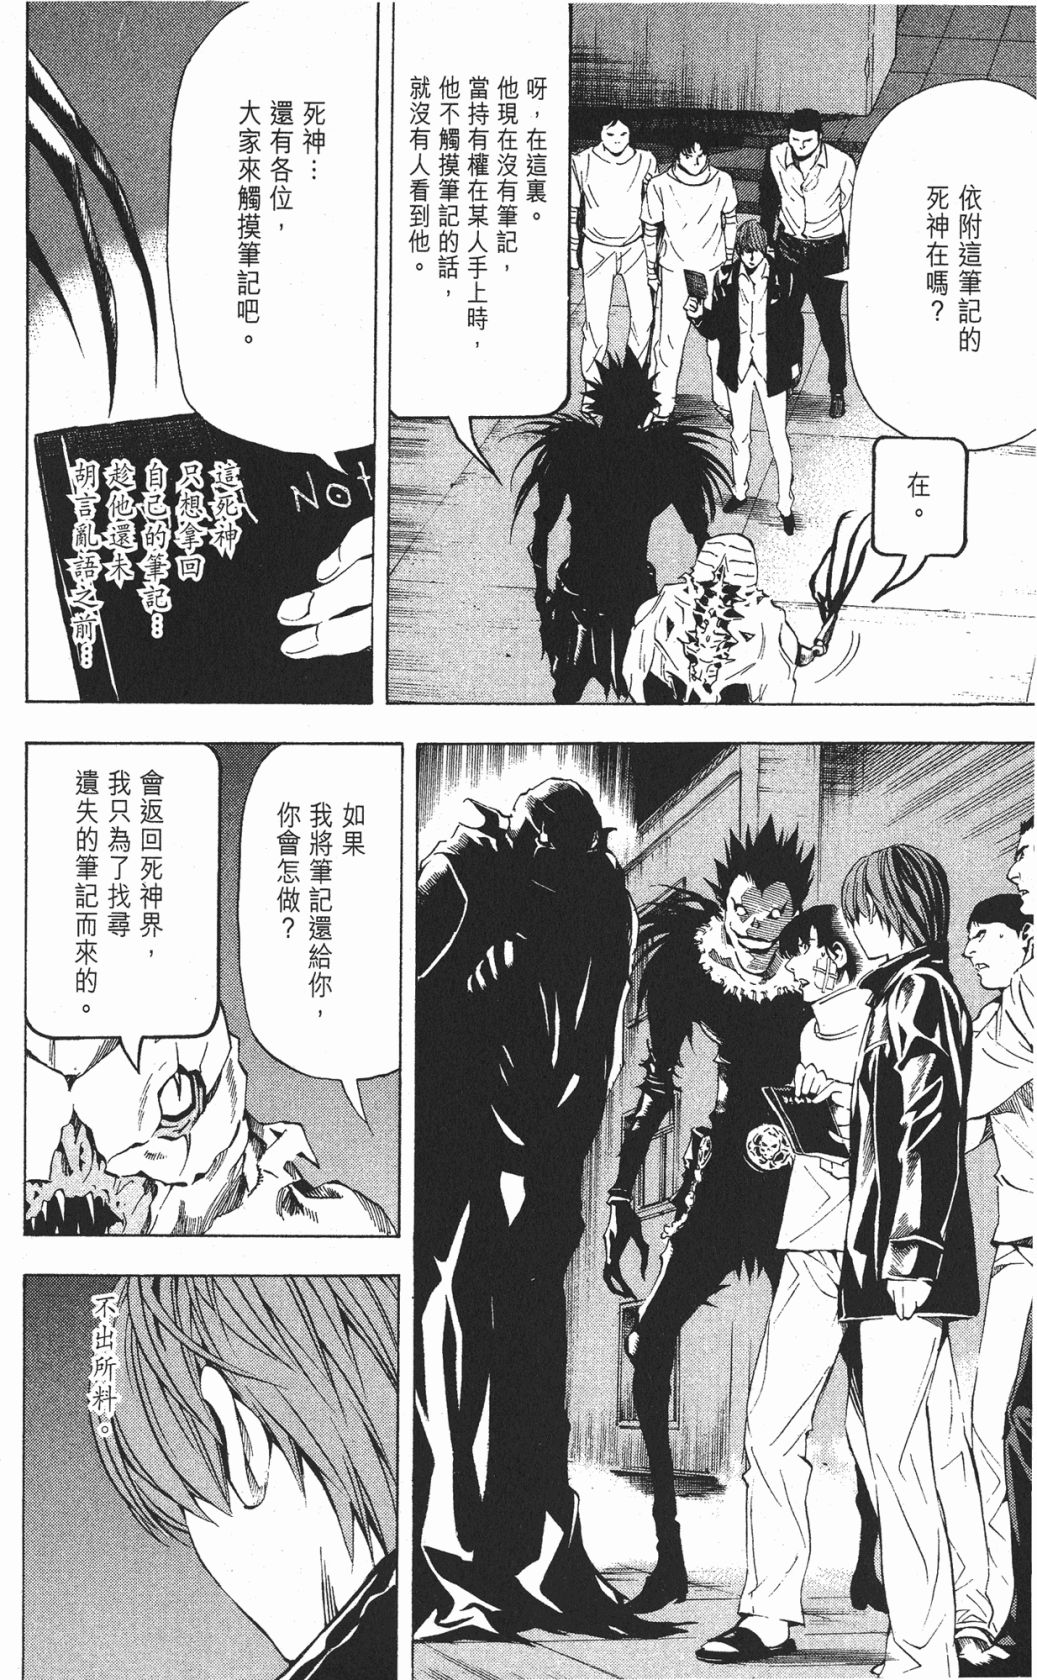 依附這筆記的
死神在嗎？
在。
呀，在這裏。
他現在沒有筆記，
當持有權在某人手上時，
他不觸摸筆記的話，
就沒有人看到他。
死神…
還有各位，
大家來觸摸筆記吧。
Not
這死神
只想拿回
自己的筆記…
趁他還未
胡言亂語之前…
如果
我將筆記還給你，
你會怎做？
會返回死神界，
我只為了找尋
遺失的筆記而來的。
不出所料。